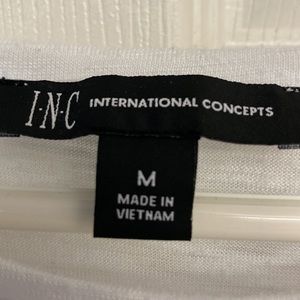 I·N·C INTERNATIONAL CONCEPTS
M
MADE IN
VIETNAM